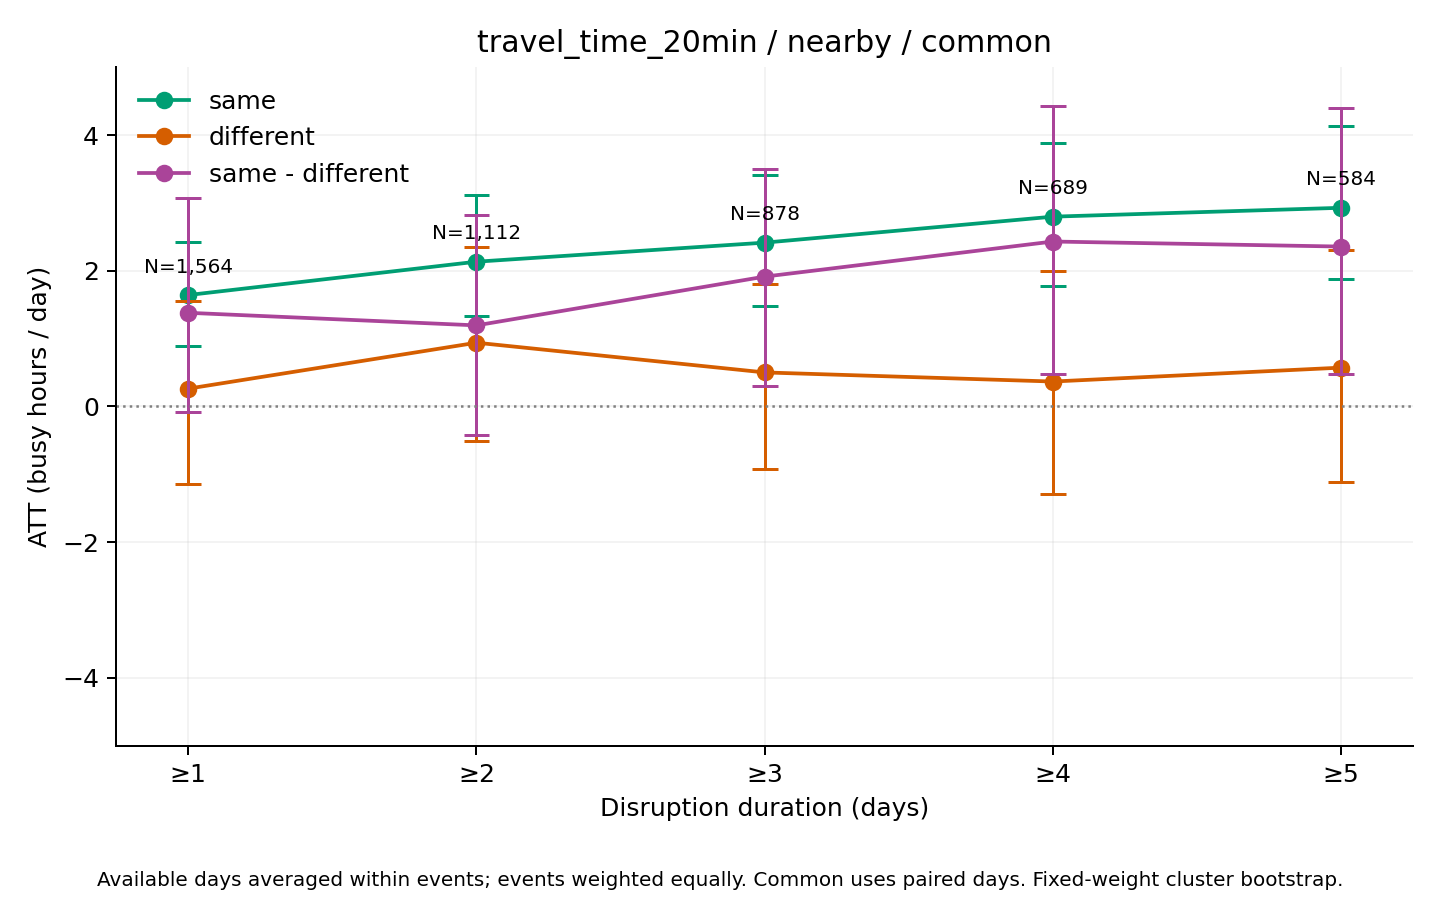 travel_time_20min / nearby / common
same
different
same - different
4
2
0
−2
−4
ATT (busy hours / day)
N=1,564
N=1,112
N=878
N=689
N=584
≥1
≥2
≥3
≥4
≥5
Disruption duration (days)
Available days averaged within events; events weighted equally. Common uses paired days. Fixed-weight cluster bootstrap.